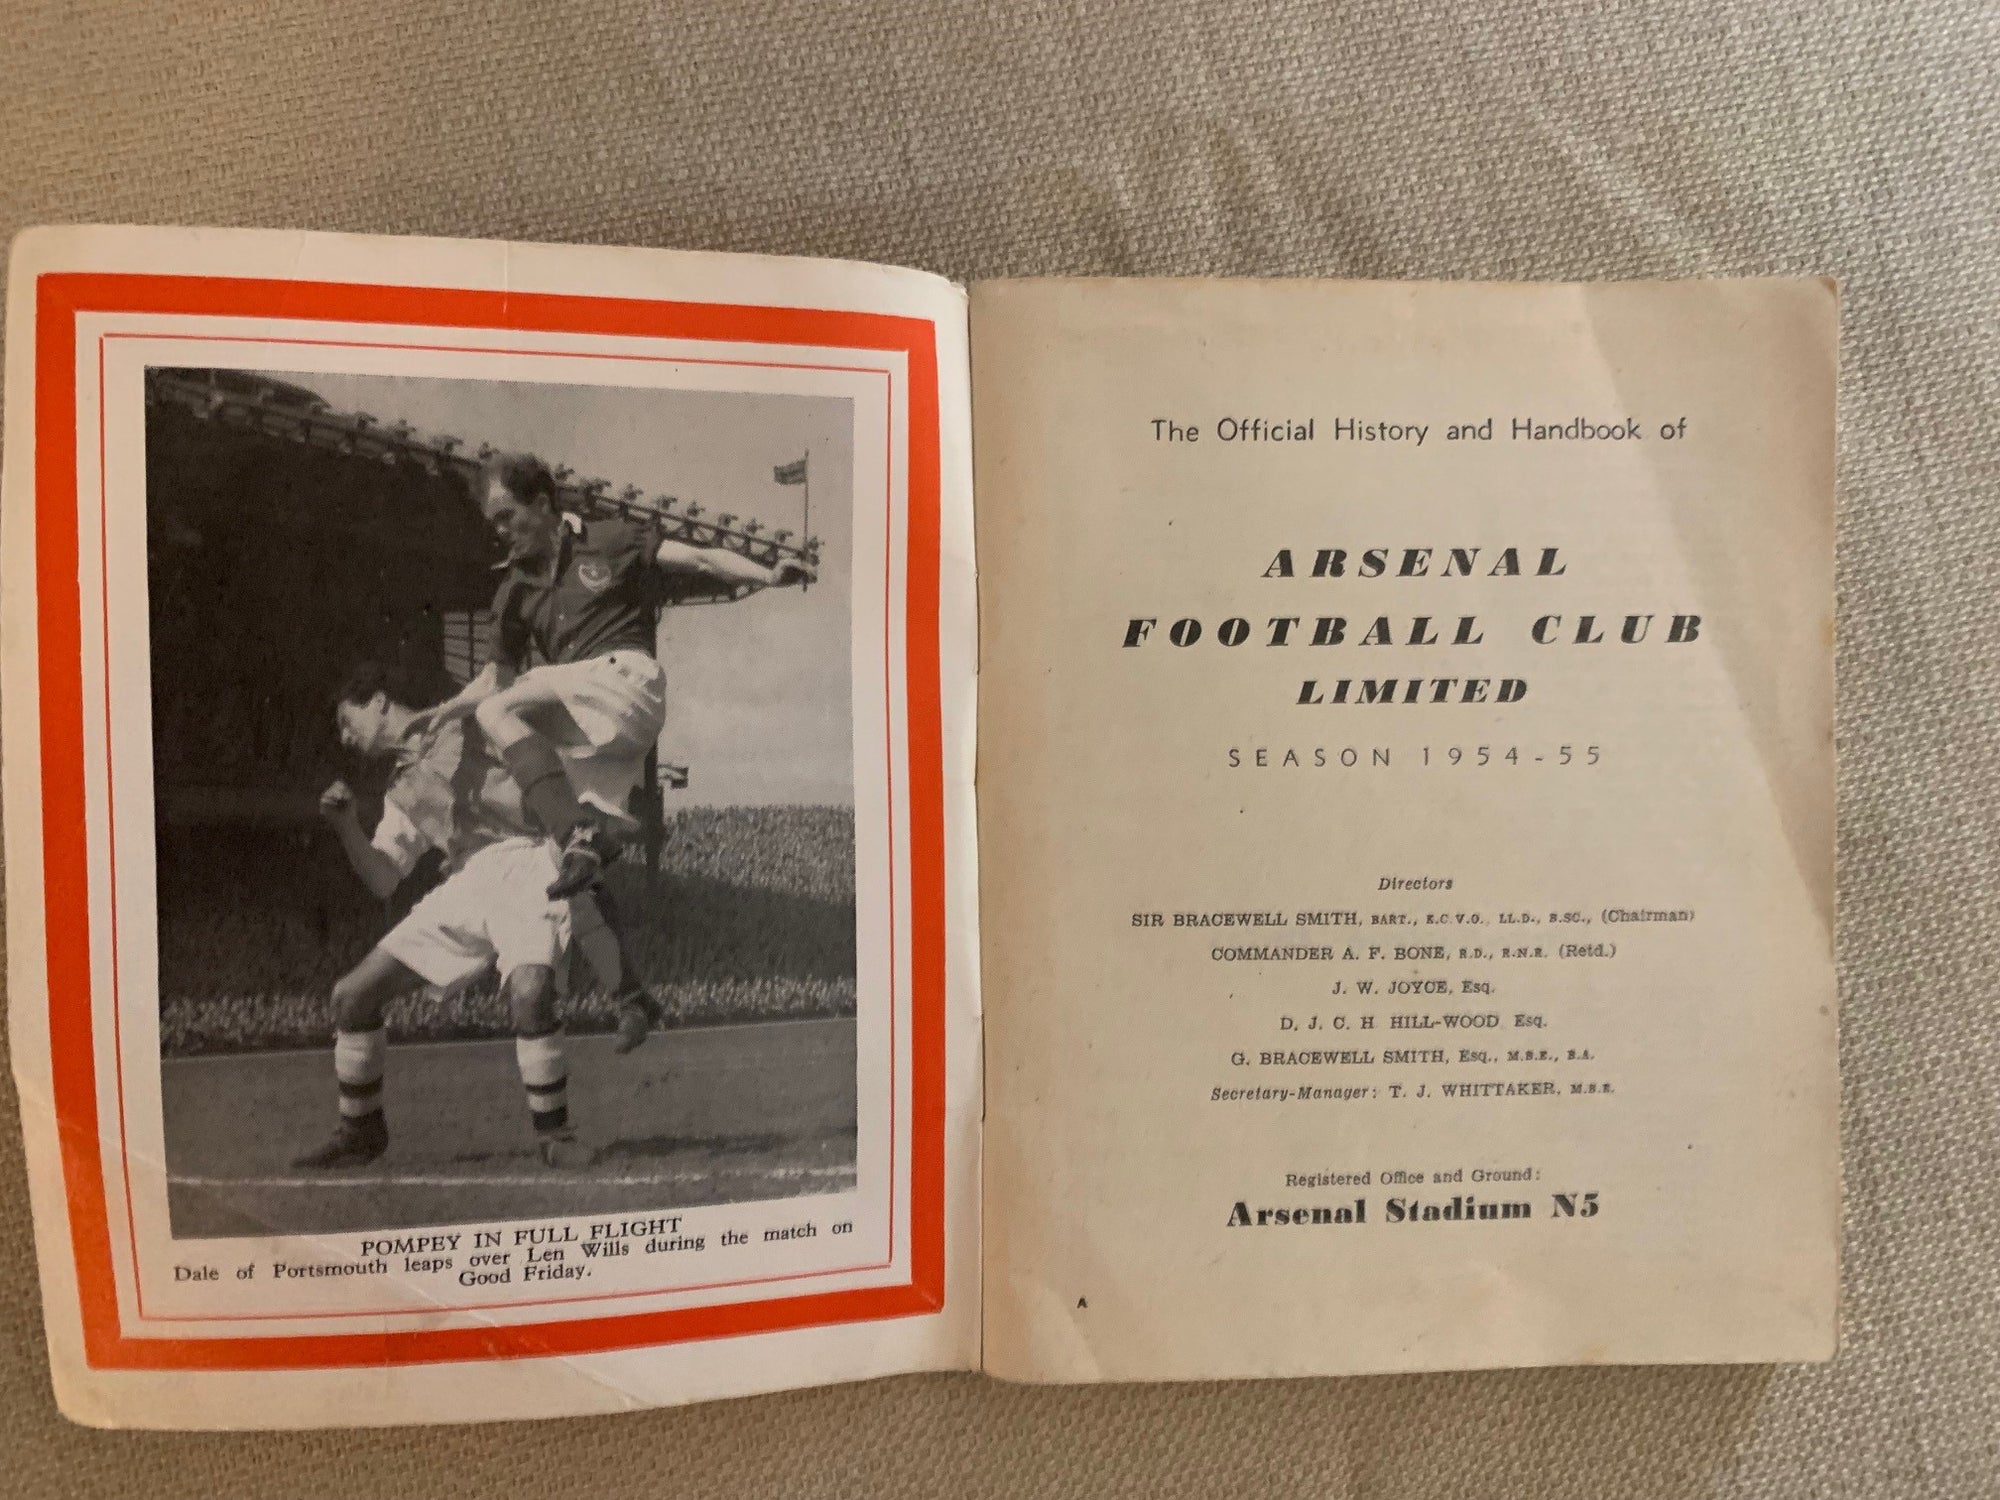 POMPEY IN FULL FLIGHT
Dale of Portsmouth leaps over Len Wills during the match on
Good Friday.
The Official History and Handbook of
ARSENAL
FOOTBALL CLUB
LIMITED
SEASON 1954-55
Directors
SIR BRACEWELL SMITH, BART., K.C.V.O., LL.D., B.SC., (Chairman)
COMMANDER A. F. BONE, R.D., R.N.R. (Retd.)
J. W. JOYCE, Esq.
D. J. C. H HILL-WOOD Esq.
G. BRACEWELL SMITH, Esq., M.B.E., B.A.
Secretary-Manager: T. J. WHITTAKER, M.B.E.
Registered Office and Ground:
Arsenal Stadium N5
A